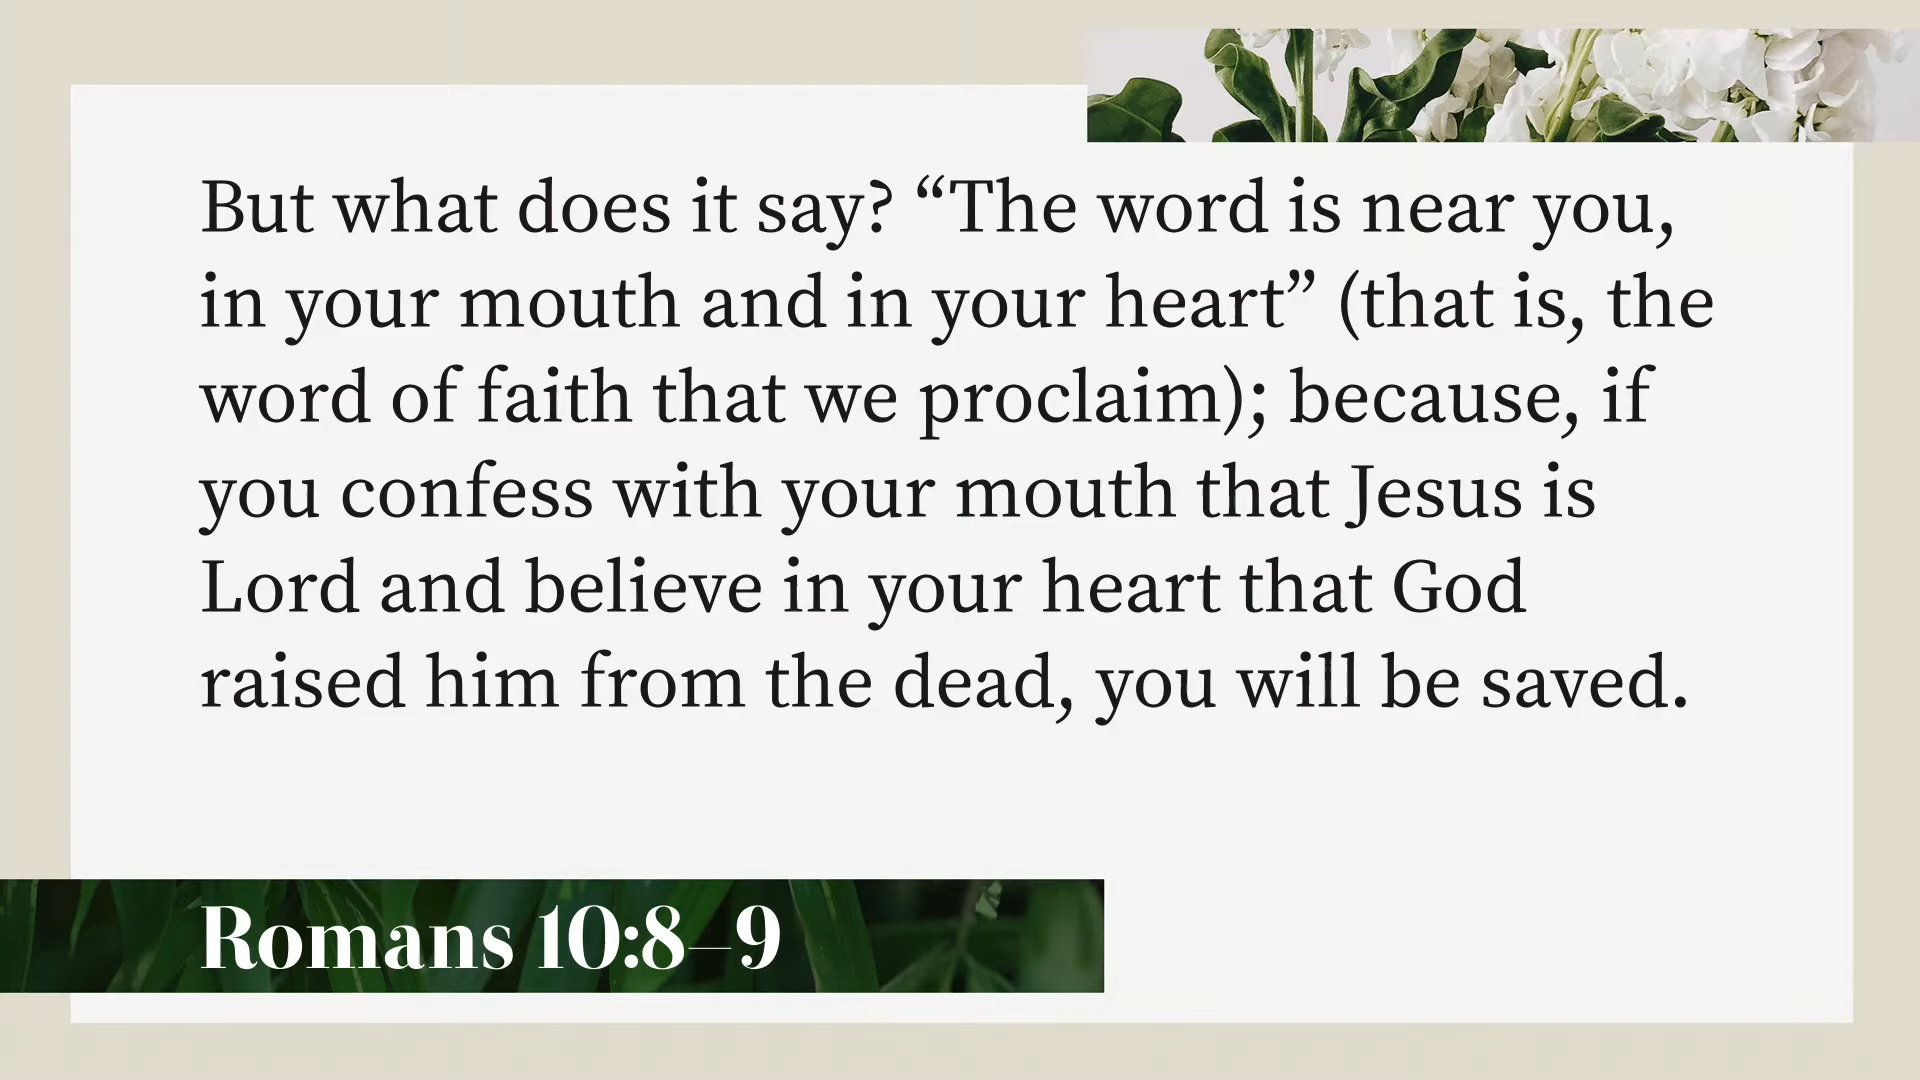 But what does it say? “The word is near you,
in your mouth and in your heart” (that is, the
word of faith that we proclaim); because, if
you confess with your mouth that Jesus is
Lord and believe in your heart that God
raised him from the dead, you will be saved.
Romans 10:8–9